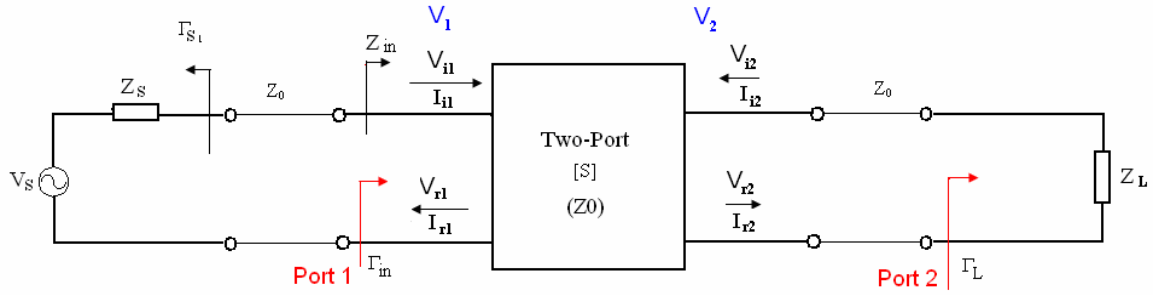 V1
V2
ΓS1
Zin
Vi1
Vi2
ZS
Z0
Ii1
Ii2
Z0
Two-Port
[S]
(Z0)
VS
Vr1
Vr2
ZL
Ir1
Ir2
Port 1
Γin
Port 2
ΓL